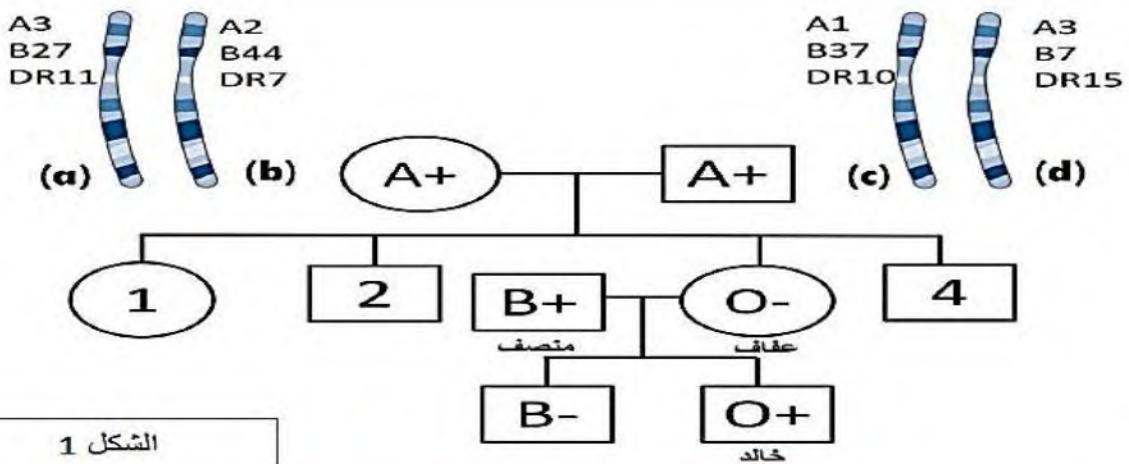 A3
B27
DR11
(a)
A2
B44
DR7
(b)
A1
B37
DR10
(c)
A3
B7
DR15
(d)
A+
A+
1
2
B+
منصف
O-
عفاف
4
B-
O+
خالد
الشكل 1